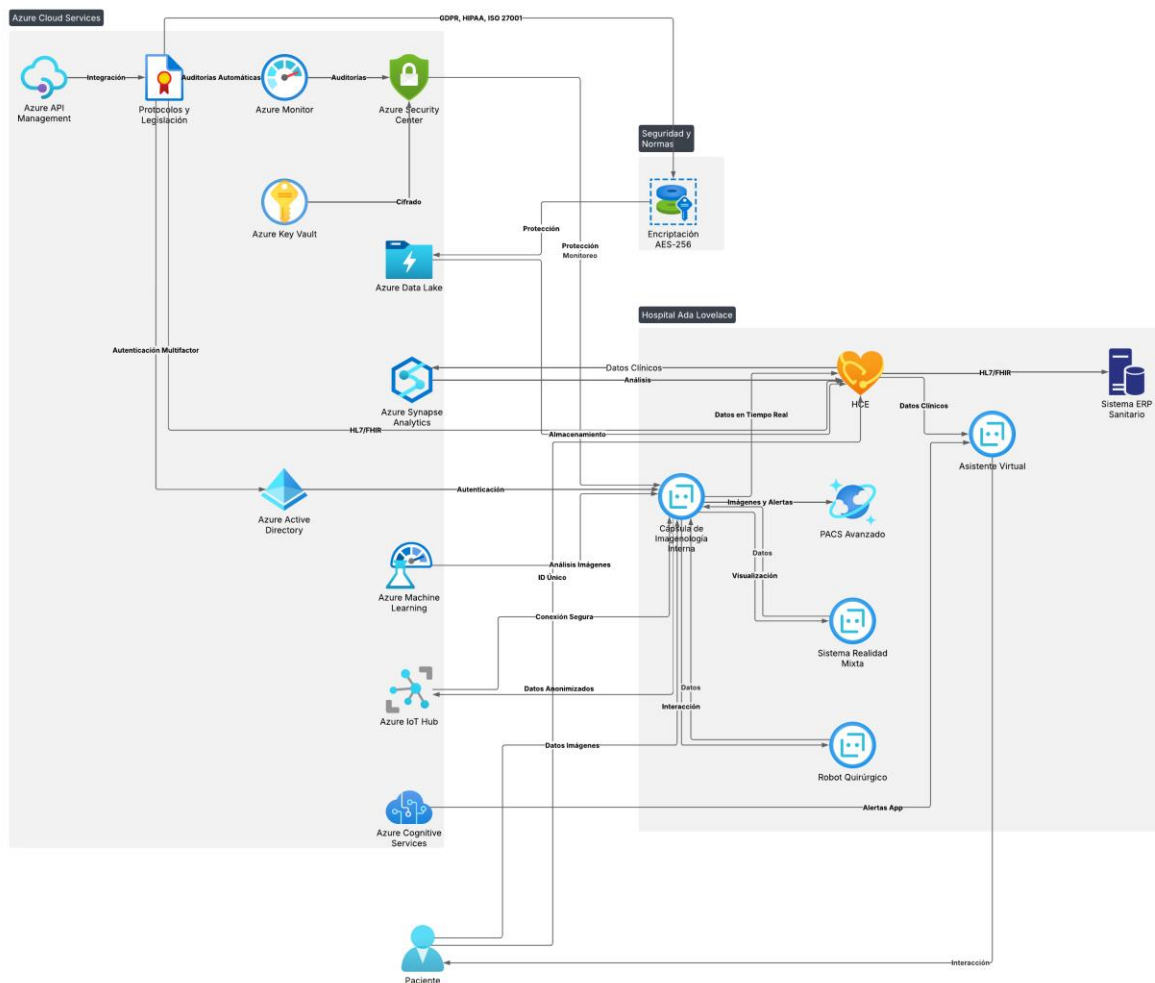 Azure Cloud Services
GDPR, HIPAA, ISO 27001
Integración
Auditorías Automáticas
Auditorías
Azure API
Management
Protocolos y
Legislación
Azure Monitor
Azure Security
Center
Seguridad y
Normas
Azure Key Vault
Cifrado
Encriptación
AES-256
Protección
Protección
Monitoreo
Azure Data Lake
Hospital Ada Lovelace
Autenticación Multifactor
Datos Clínicos
Análisis
HL7/FHIR
HCE
Sistema ERP
Sanitario
Datos Clínicos
Azure Synapse
Analytics
Datos en Tiempo Real
HL7/FHIR
Almacenamiento
Asistente Virtual
Autenticación
Imágenes y Alertas
Azure Active
Directory
Cápsula de
Imagenología
Interna
PACS Avanzado
Datos
Análisis Imágenes
Visualización
ID Único
Azure Machine
Learning
Conexión Segura
Sistema Realidad
Mixta
Datos Anonimizados
Datos
Interacción
Azure IoT Hub
Datos Imágenes
Robot Quirúrgico
Alertas App
Azure Cognitive
Services
Interacción
Paciente